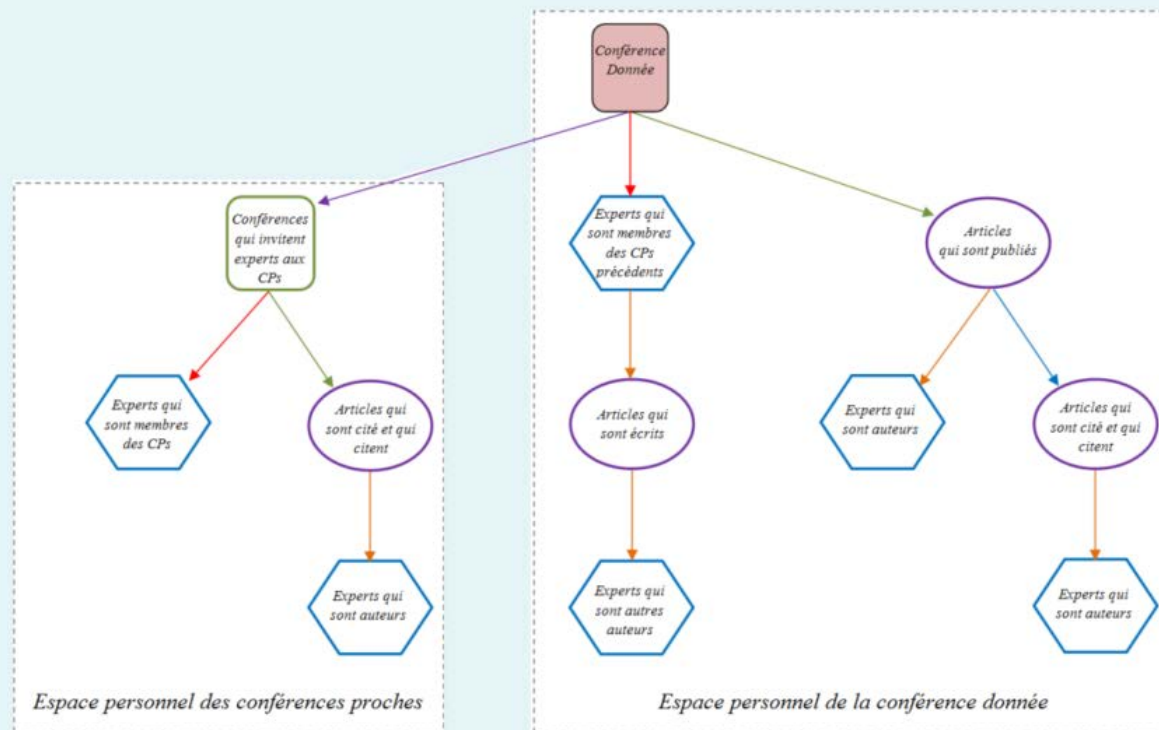 Conférence
Donnée
Conférences
qui invitent
experts aux
CPs
Experts qui
sont membres
des CPs
précèdents
Articles
qui sont publiés
Experts qui
sont membres
des CPs
Articles qui
sont cité et qui
citent
Articles qui
sont écrits
Experts qui
sont auteurs
Articles qui
sont cité et qui
citent
Experts qui
sont auteurs
Experts qui
sont autres
auteurs
Experts qui
sont auteurs
Espace personnel des conférences proches
Espace personnel de la conférence donnée